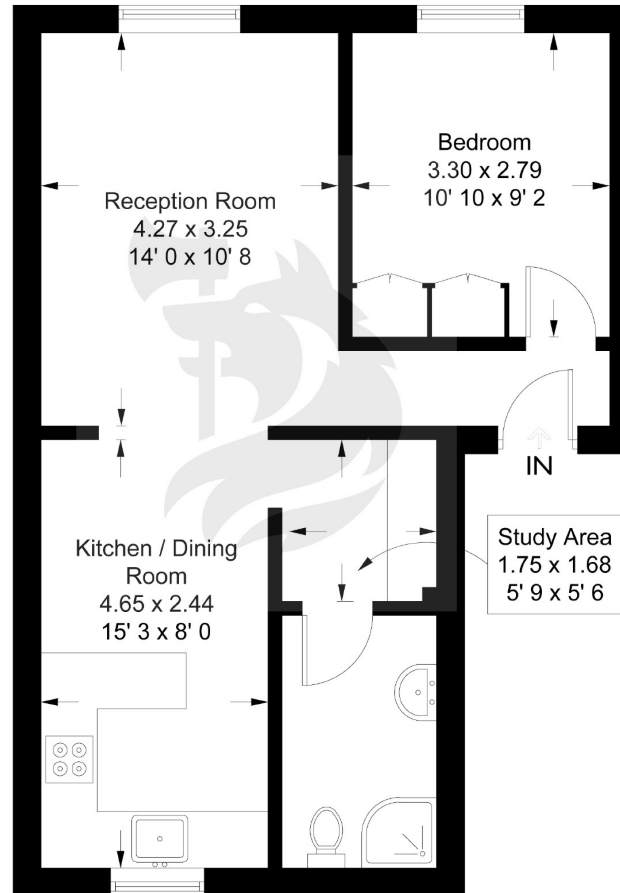 Bedroom
3.30 x 2.79
10' 10 x 9' 2
Reception Room
4.27 x 3.25
14' 0 x 10' 8
IN
Study Area
1.75 x 1.68
5' 9 x 5' 6
Kitchen / Dining
Room
4.65 x 2.44
15' 3 x 8' 0